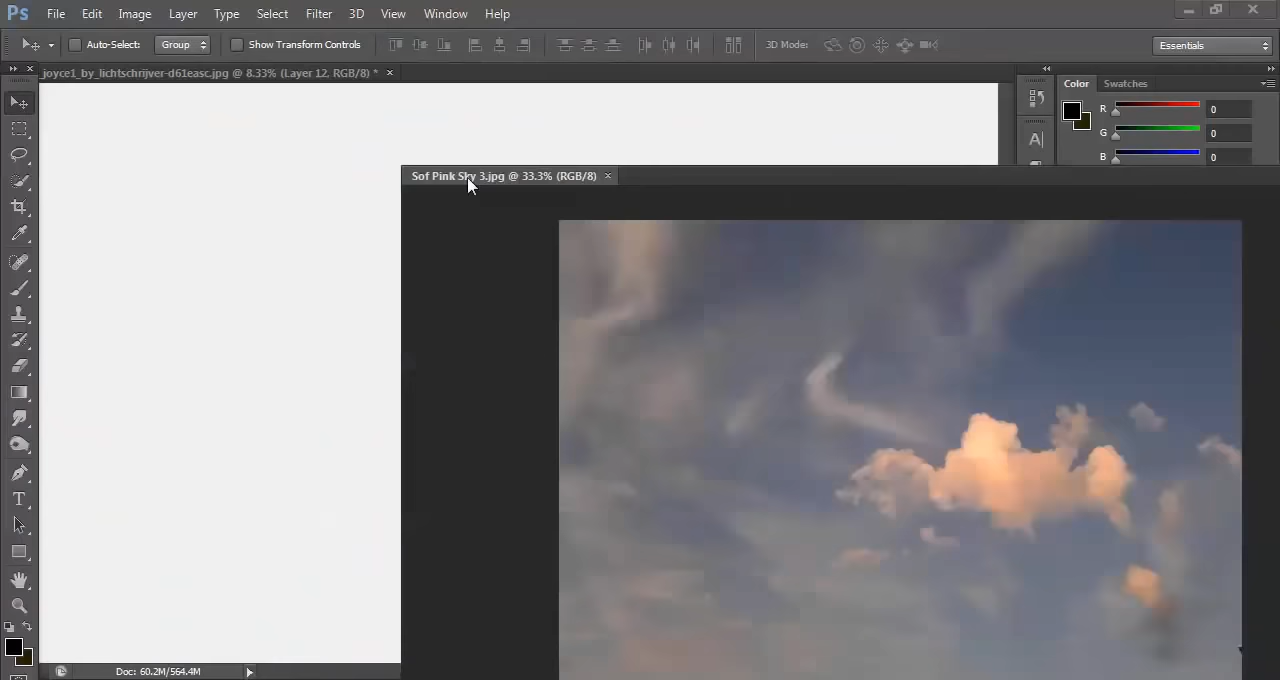 Ps File Edit Image Layer Type Select Filter 3D View Window Help
Auto-Select: Group Show Transform Controls 3D Mode: Essentials
joyce1_by_lichtschrijver-d61easc.jpg @ 8.33% (Layer 12, RGB/8) * ×
Color Swatches
R 0
G 0
B 0
A
Sof Pink Sky 3.jpg @ 33.3% (RGB/8) ×
T
Doc: 60.2M/564.4M